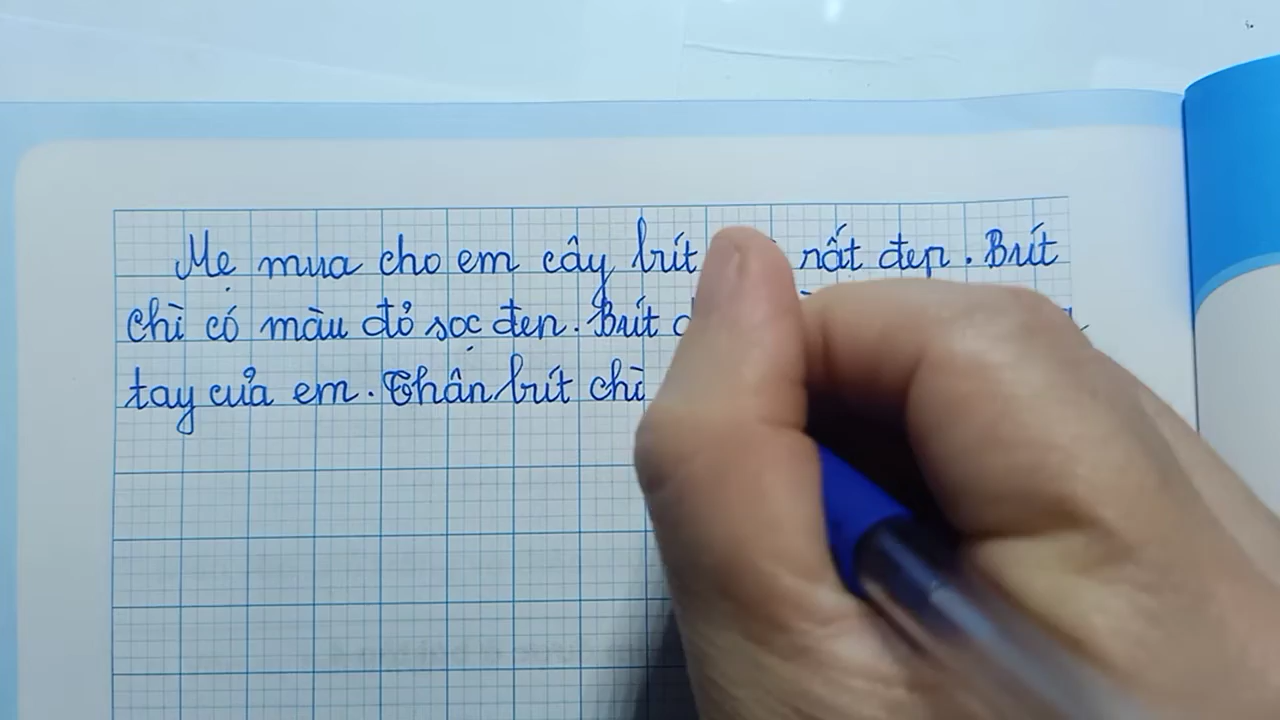 Mẹ mua cho em cây bút nất đẹp. Bút
chì có màu đỏ sọc đen. Bút
tay của em. Thân bút chì